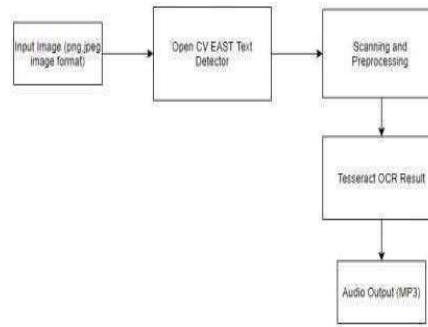 Input Image (png,jpeg
image format)
Open CV EAST Text
Detector
Scanning and
Preprocessing
Tesseract OCR Result
Audio Output (MP3)